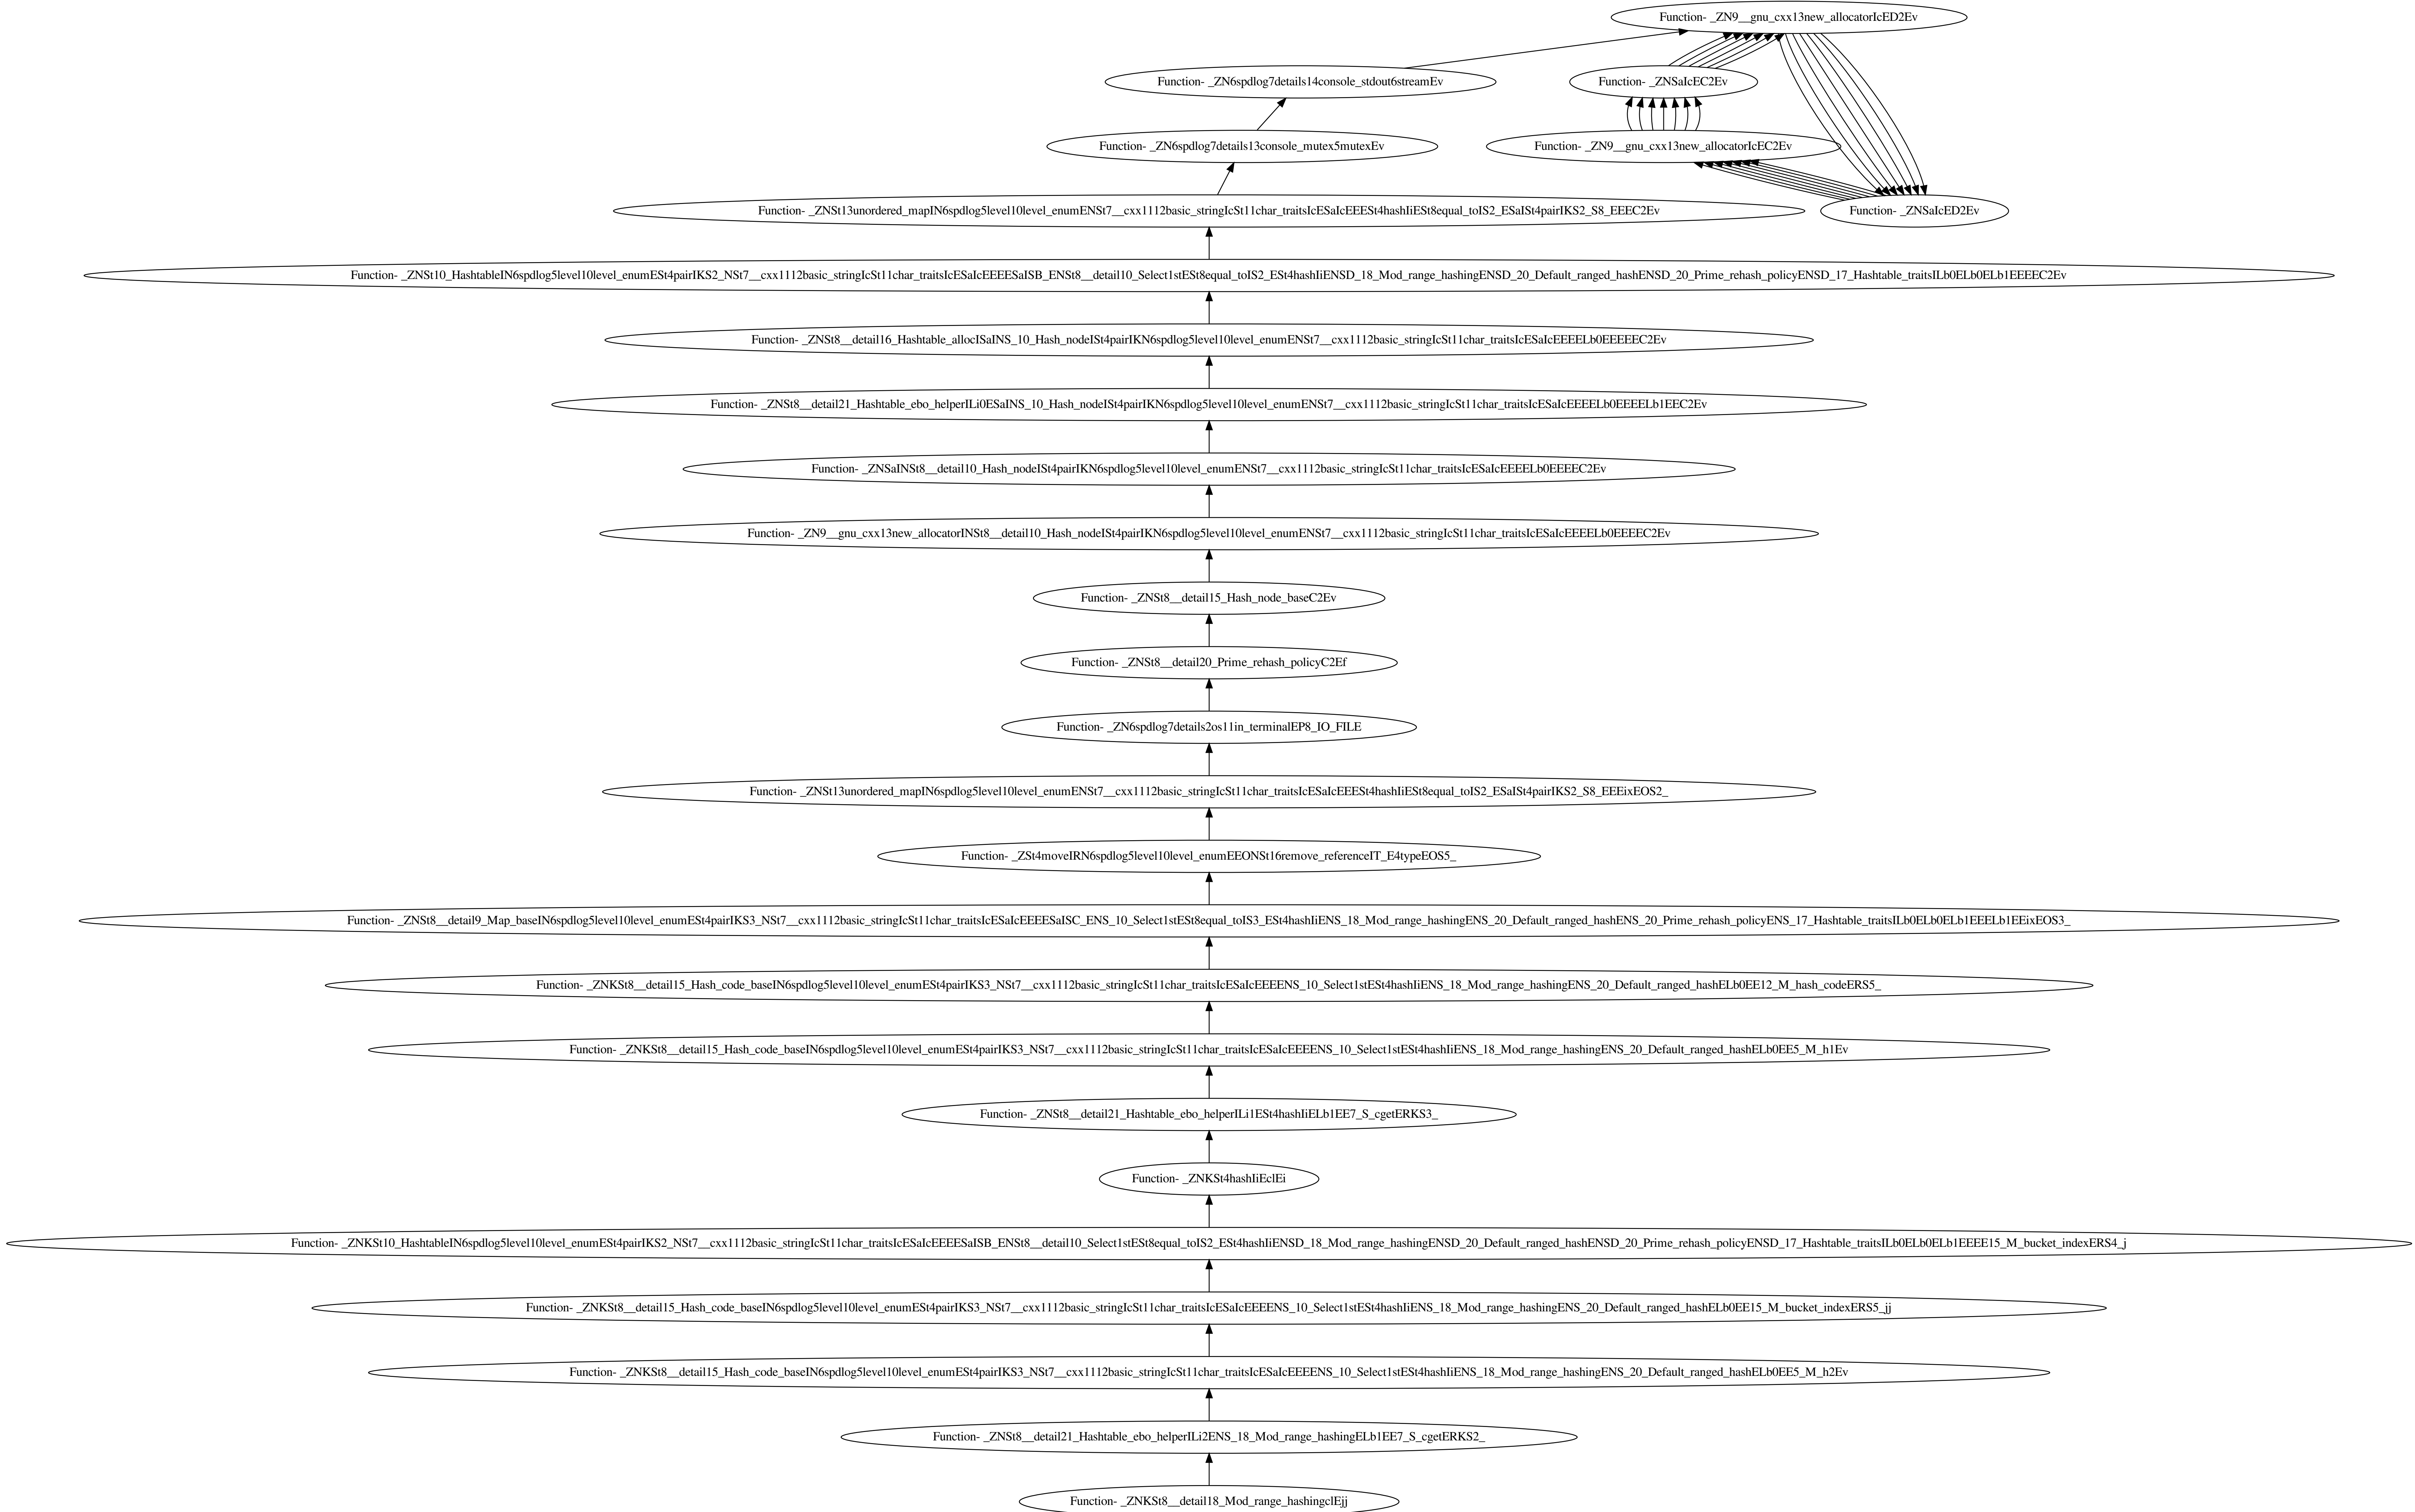 Function- _ZN9__gnu_cxx13new_allocatorIcED2Ev
Function- _ZN6spdlog7details14console_stdout6streamEv
Function- _ZNSaIcEC2Ev
Function- _ZN6spdlog7details13console_mutex5mutexEv
Function- _ZN9__gnu_cxx13new_allocatorIcEC2Ev
Function- _ZNSt13unordered_mapIN6spdlog5level10level_enumENSt7__cxx1112basic_stringIcSt11char_traitsIcESaIcEEESt4hashIiESt8equal_toIS2_ESaISt4pairIKS2_S8_EEEC2Ev
Function- _ZNSaIcED2Ev
Function- _ZNSt10_HashtableIN6spdlog5level10level_enumESt4pairIKS2_NSt7__cxx1112basic_stringIcSt11char_traitsIcESaIcEEEESaISB_ENSt8__detail10_Select1stESt8equal_toIS2_ESt4hashIiENSD_18_Mod_range_hashingENSD_20_Default_ranged_hashENSD_20_Prime_rehash_policyENSD_17_Hashtable_traitsILb0ELb0ELb1EEEEC2Ev
Function- _ZNSt8__detail16_Hashtable_allocISaINS_10_Hash_nodeISt4pairIKN6spdlog5level10level_enumENSt7__cxx1112basic_stringIcSt11char_traitsIcESaIcEEEELb0EEEEEC2Ev
Function- _ZNSt8__detail21_Hashtable_ebo_helperILi0ESaINS_10_Hash_nodeISt4pairIKN6spdlog5level10level_enumENSt7__cxx1112basic_stringIcSt11char_traitsIcESaIcEEEELb0EEEELb1EEC2Ev
Function- _ZNSaINSt8__detail10_Hash_nodeISt4pairIKN6spdlog5level10level_enumENSt7__cxx1112basic_stringIcSt11char_traitsIcESaIcEEEELb0EEEEC2Ev
Function- _ZN9__gnu_cxx13new_allocatorINSt8__detail10_Hash_nodeISt4pairIKN6spdlog5level10level_enumENSt7__cxx1112basic_stringIcSt11char_traitsIcESaIcEEEELb0EEEEC2Ev
Function- _ZNSt8__detail15_Hash_node_baseC2Ev
Function- _ZNSt8__detail20_Prime_rehash_policyC2Ef
Function- _ZN6spdlog7details2os11in_terminalEP8_IO_FILE
Function- _ZNSt13unordered_mapIN6spdlog5level10level_enumENSt7__cxx1112basic_stringIcSt11char_traitsIcESaIcEEESt4hashIiESt8equal_toIS2_ESaISt4pairIKS2_S8_EEEixEOS2_
Function- _ZSt4moveIRN6spdlog5level10level_enumEEONSt16remove_referenceIT_E4typeEOS5_
Function- _ZNSt8__detail9_Map_baseIN6spdlog5level10level_enumESt4pairIKS3_NSt7__cxx1112basic_stringIcSt11char_traitsIcESaIcEEEESaISC_ENS_10_Select1stESt8equal_toIS3_ESt4hashIiENS_18_Mod_range_hashingENS_20_Default_ranged_hashENS_20_Prime_rehash_policyENS_17_Hashtable_traitsILb0ELb0ELb1EEELb1EEixEOS3_
Function- _ZNKSt8__detail15_Hash_code_baseIN6spdlog5level10level_enumESt4pairIKS3_NSt7__cxx1112basic_stringIcSt11char_traitsIcESaIcEEEENS_10_Select1stESt4hashIiENS_18_Mod_range_hashingENS_20_Default_ranged_hashELb0EE12_M_hash_codeERS5_
Function- _ZNKSt8__detail15_Hash_code_baseIN6spdlog5level10level_enumESt4pairIKS3_NSt7__cxx1112basic_stringIcSt11char_traitsIcESaIcEEEENS_10_Select1stESt4hashIiENS_18_Mod_range_hashingENS_20_Default_ranged_hashELb0EE5_M_h1Ev
Function- _ZNSt8__detail21_Hashtable_ebo_helperILi1ESt4hashIiELb1EE7_S_cgetERKS3_
Function- _ZNKSt4hashIiEclEi
Function- _ZNKSt10_HashtableIN6spdlog5level10level_enumESt4pairIKS2_NSt7__cxx1112basic_stringIcSt11char_traitsIcESaIcEEEESaISB_ENSt8__detail10_Select1stESt8equal_toIS2_ESt4hashIiENSD_18_Mod_range_hashingENSD_20_Default_ranged_hashENSD_20_Prime_rehash_policyENSD_17_Hashtable_traitsILb0ELb0ELb1EEEE15_M_bucket_indexERS4_j
Function- _ZNKSt8__detail15_Hash_code_baseIN6spdlog5level10level_enumESt4pairIKS3_NSt7__cxx1112basic_stringIcSt11char_traitsIcESaIcEEEENS_10_Select1stESt4hashIiENS_18_Mod_range_hashingENS_20_Default_ranged_hashELb0EE15_M_bucket_indexERS5_jj
Function- _ZNKSt8__detail15_Hash_code_baseIN6spdlog5level10level_enumESt4pairIKS3_NSt7__cxx1112basic_stringIcSt11char_traitsIcESaIcEEEENS_10_Select1stESt4hashIiENS_18_Mod_range_hashingENS_20_Default_ranged_hashELb0EE5_M_h2Ev
Function- _ZNSt8__detail21_Hashtable_ebo_helperILi2ENS_18_Mod_range_hashingELb1EE7_S_cgetERKS2_
Function- _ZNKSt8__detail18_Mod_range_hashingclEjj